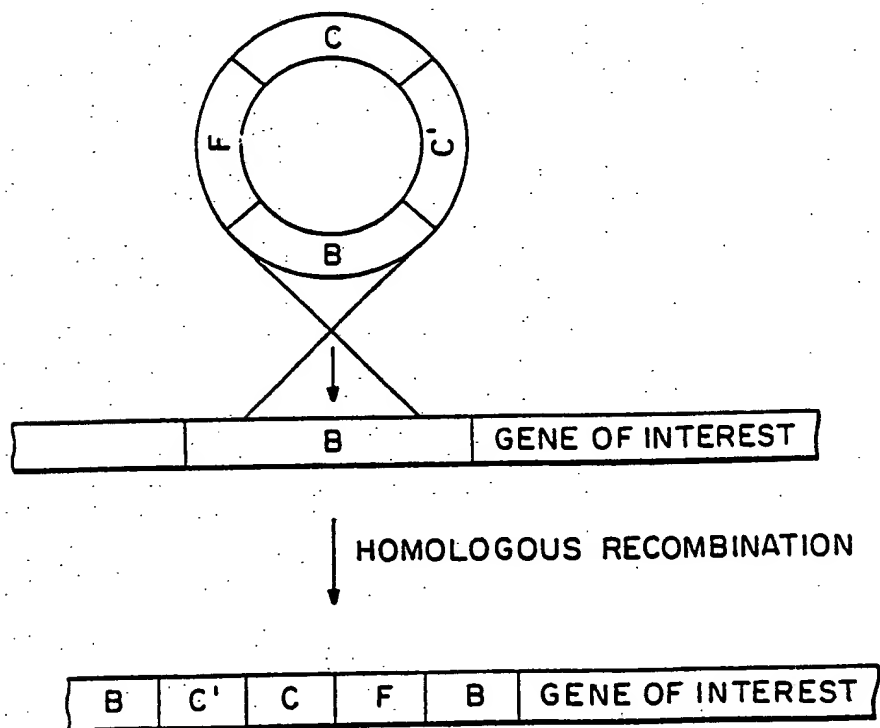 C
F
C'
B
B GENE OF INTEREST
HOMOLOGOUS RECOMBINATION
B C' C F B GENE OF INTEREST